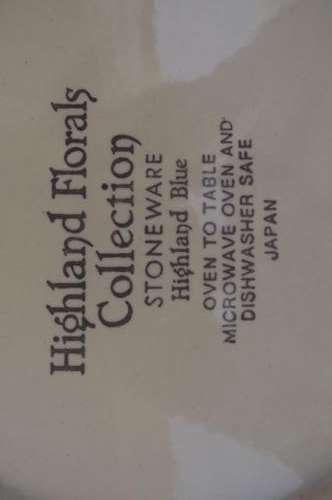 Highland Florals
Collection
STONEWARE
Highland Blue
OVEN TO TABLE
MICROWAVE OVEN AND
DISHWASHER SAFE
JAPAN